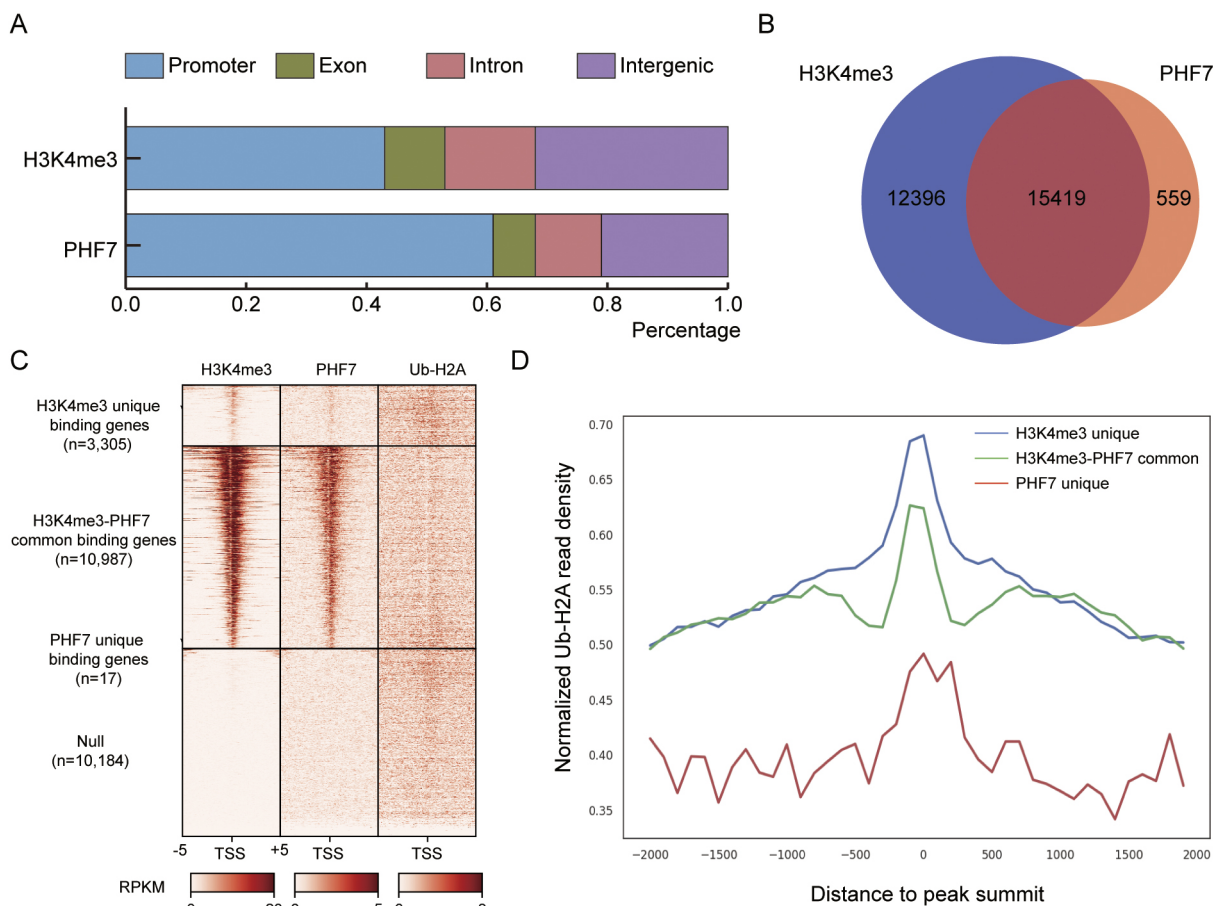 A
Promoter Exon Intron Intergenic
H3K4me3
PHF7
0.0 0.2 0.4 0.6 0.8 1.0
Percentage
B
H3K4me3 PHF7
12396 15419 559
C
H3K4me3 PHF7 Ub-H2A
H3K4me3 unique
binding genes
(n=3,305)
H3K4me3-PHF7
common binding genes
(n=10,987)
PHF7 unique
binding genes
(n=17)
Null
(n=10,184)
-5 TSS +5 TSS TSS
RPKM
D
Normalized Ub-H2A read density
0.70
0.65
0.60
0.55
0.50
0.45
0.40
0.35
H3K4me3 unique
H3K4me3-PHF7 common
PHF7 unique
−2000 −1500 −1000 −500 0 500 1000 1500 2000
Distance to peak summit